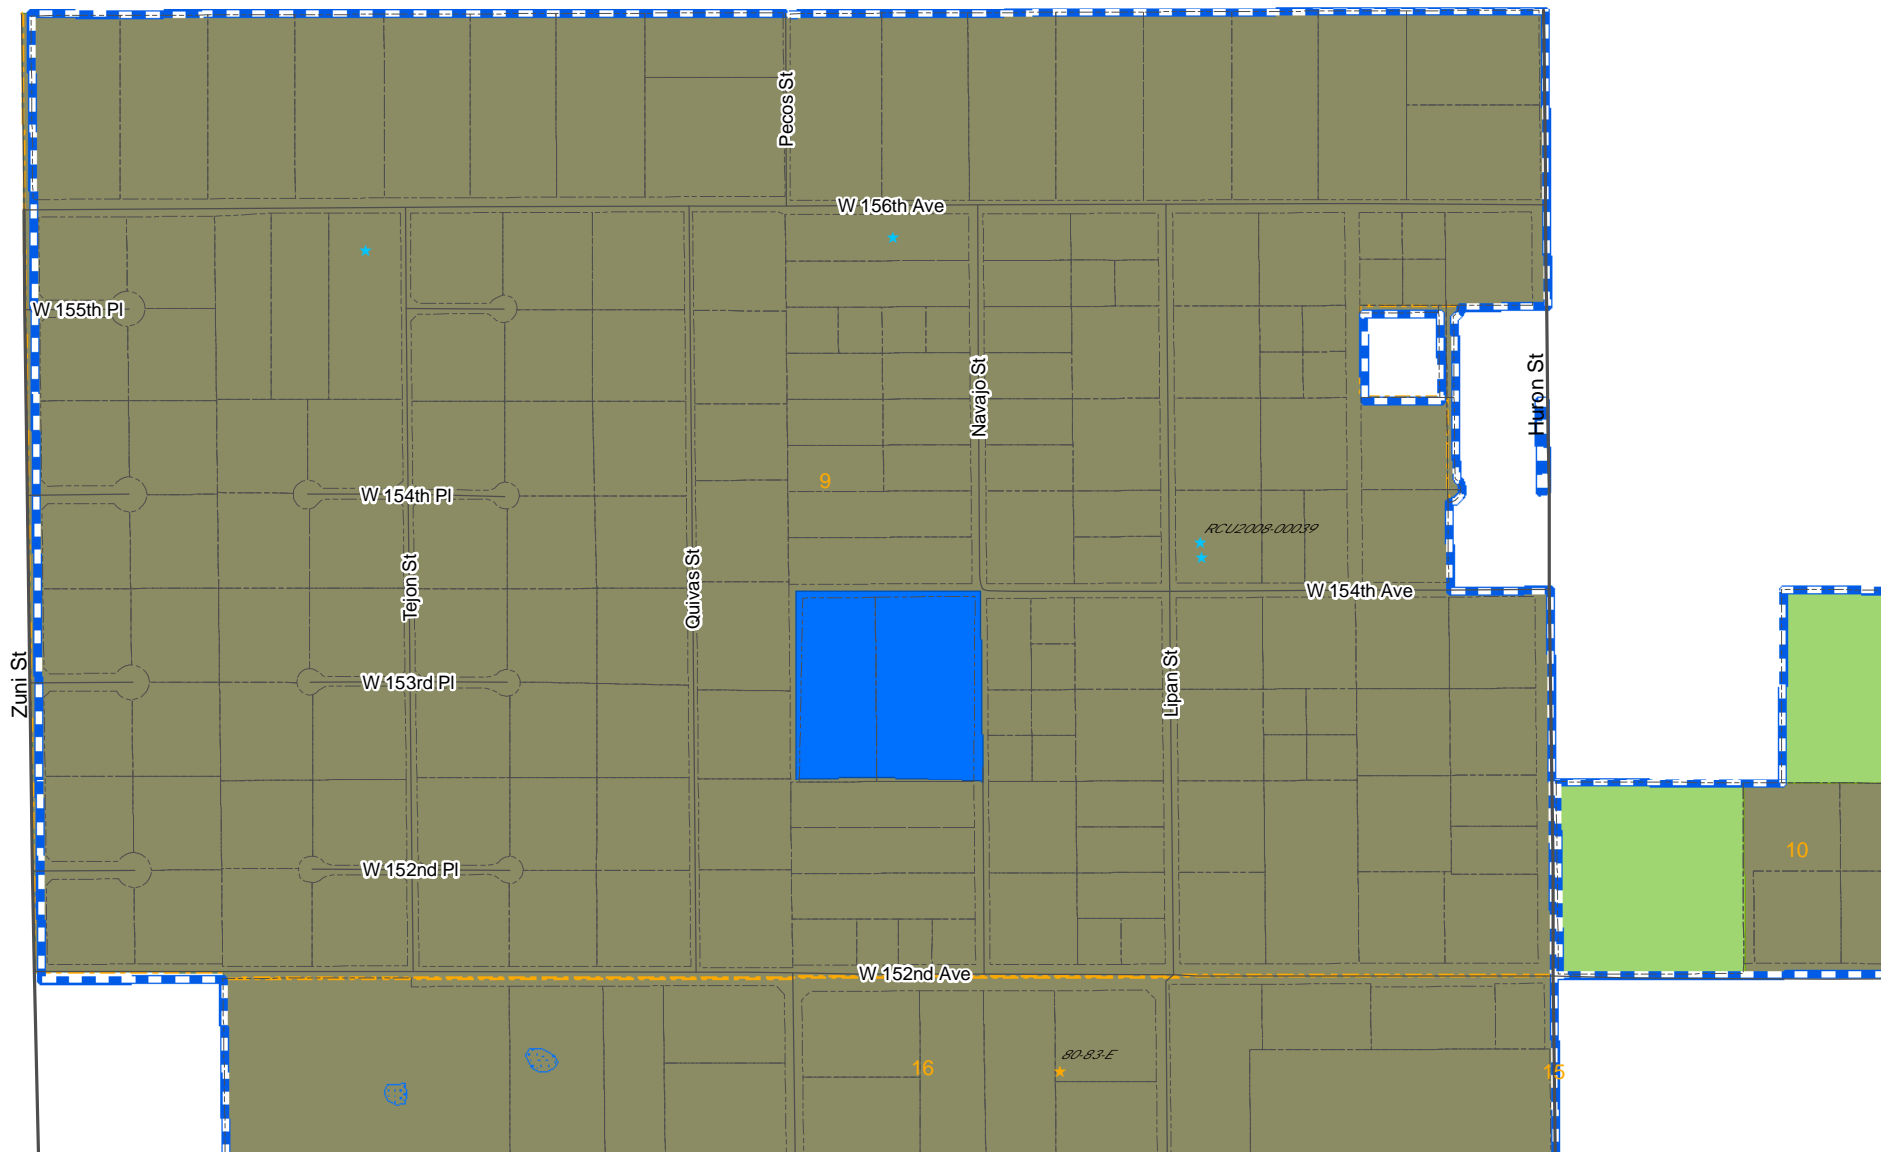 Pecos St
W 156th Ave
W 155th Pl
Navajo St
Huron St
9
W 154th Pl
RCU2008-00039
Tejon St
Quivas St
W 154th Ave
Zuni St
W 153rd Pl
Lipan St
10
W 152nd Pl
W 152nd Ave
80-83-E
16
15